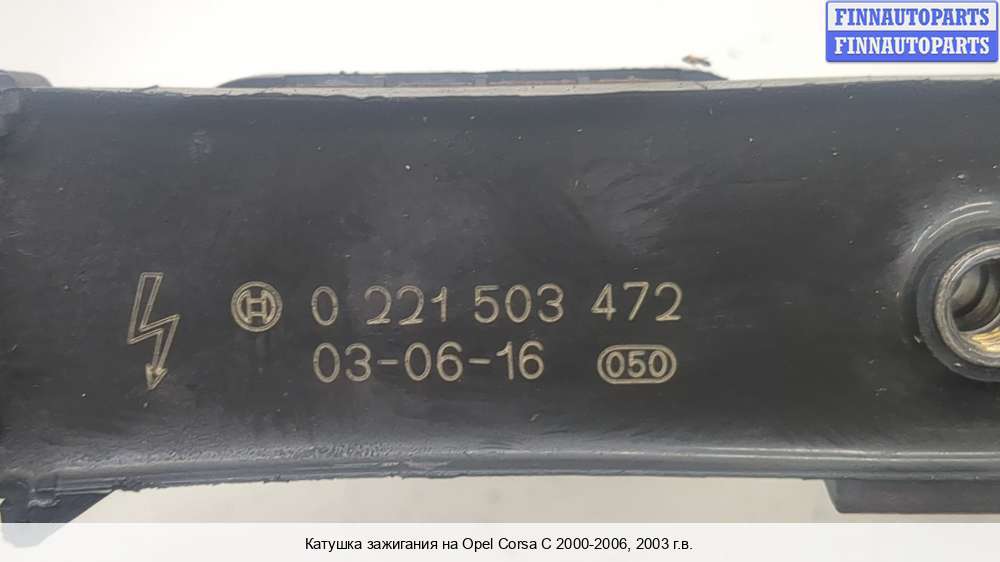 FINNAUTOPARTS
FINNAUTOPARTS
0 221 503 472
03-06-16 050
Катушка зажигания на Opel Corsa C 2000-2006, 2003 г.в.